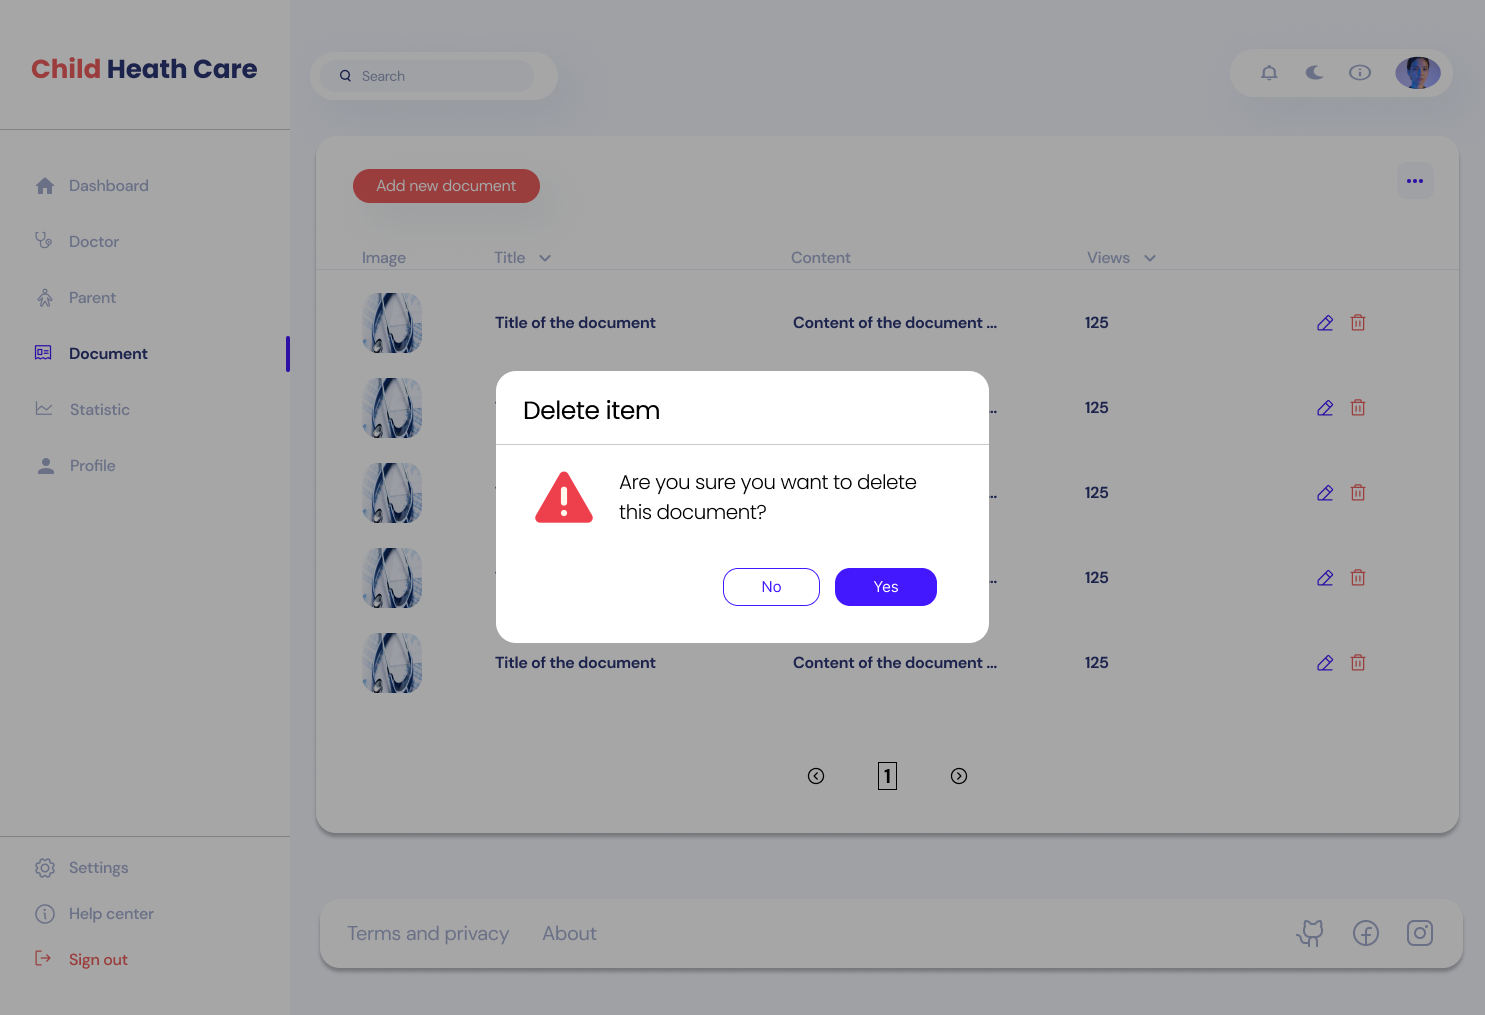 Child Heath Care
Search
Dashboard
Doctor
Parent
Document
Statistic
Profile
Settings
Help center
Sign out
Add new document
Image Title Content Views
Title of the document Content of the document ... 125
... 125
... 125
... 125
Title of the document Content of the document ... 125
Delete item
Are you sure you want to delete
this document?
No Yes
1
Terms and privacy About